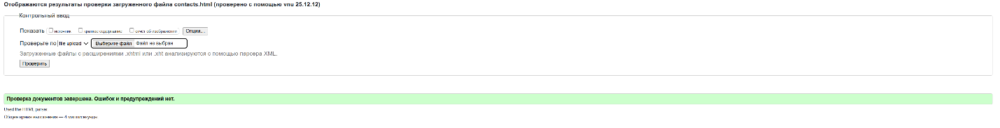 Отображаются результаты проверки загруженного файла contacts.html (проверено с помощью vnu 25.12.12)
Контрольный ввод
Показать источник краткое содержание отчет об изображении Опции...
Проверьте по file upload Выберите файл Файл не выбран
Загруженные файлы с расширениями .xhtml или .xht анализируются с помощью парсера XML.
Проверить
Проверка документов завершена. Ошибок и предупреждений нет.
Used the HTML parser.
Общее время выполнения — 4 миллисекунды.